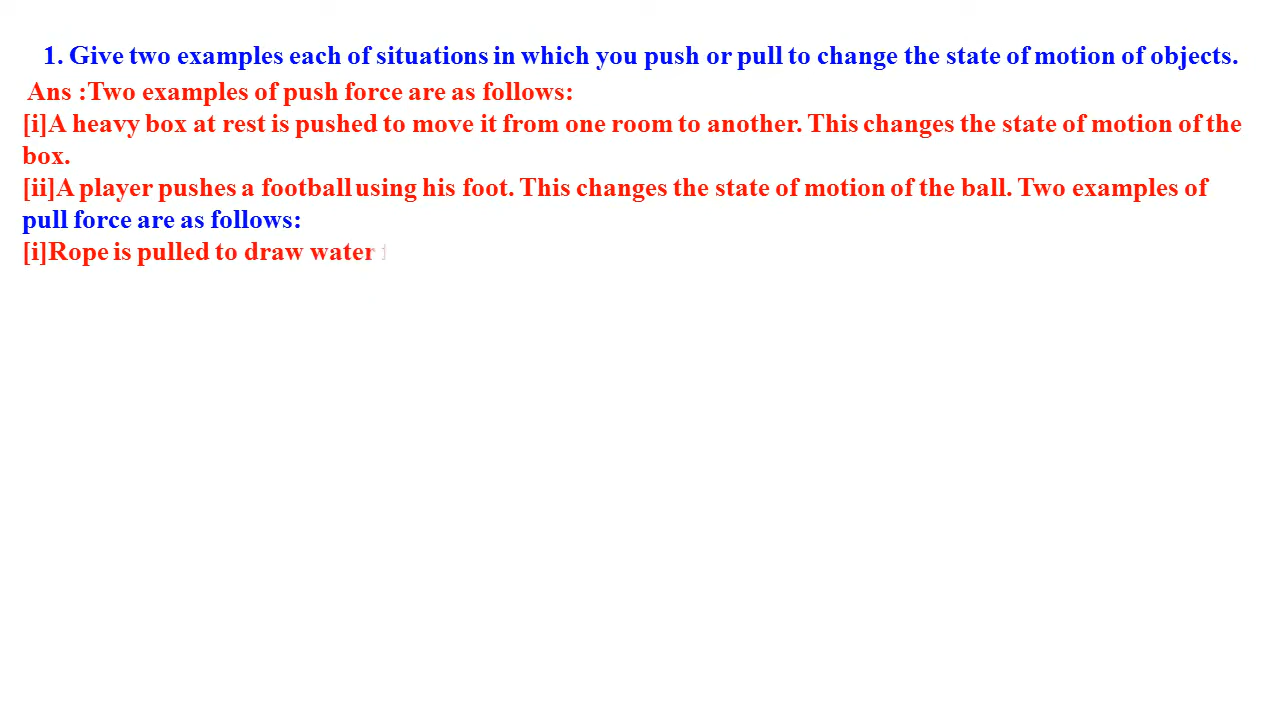 1. Give two examples each of situations in which you push or pull to change the state of motion of objects.
Ans :Two examples of push force are as follows:
[i]A heavy box at rest is pushed to move it from one room to another. This changes the state of motion of the
box.
[ii]A player pushes a football using his foot. This changes the state of motion of the ball. Two examples of
pull force are as follows:
[i]Rope is pulled to draw water